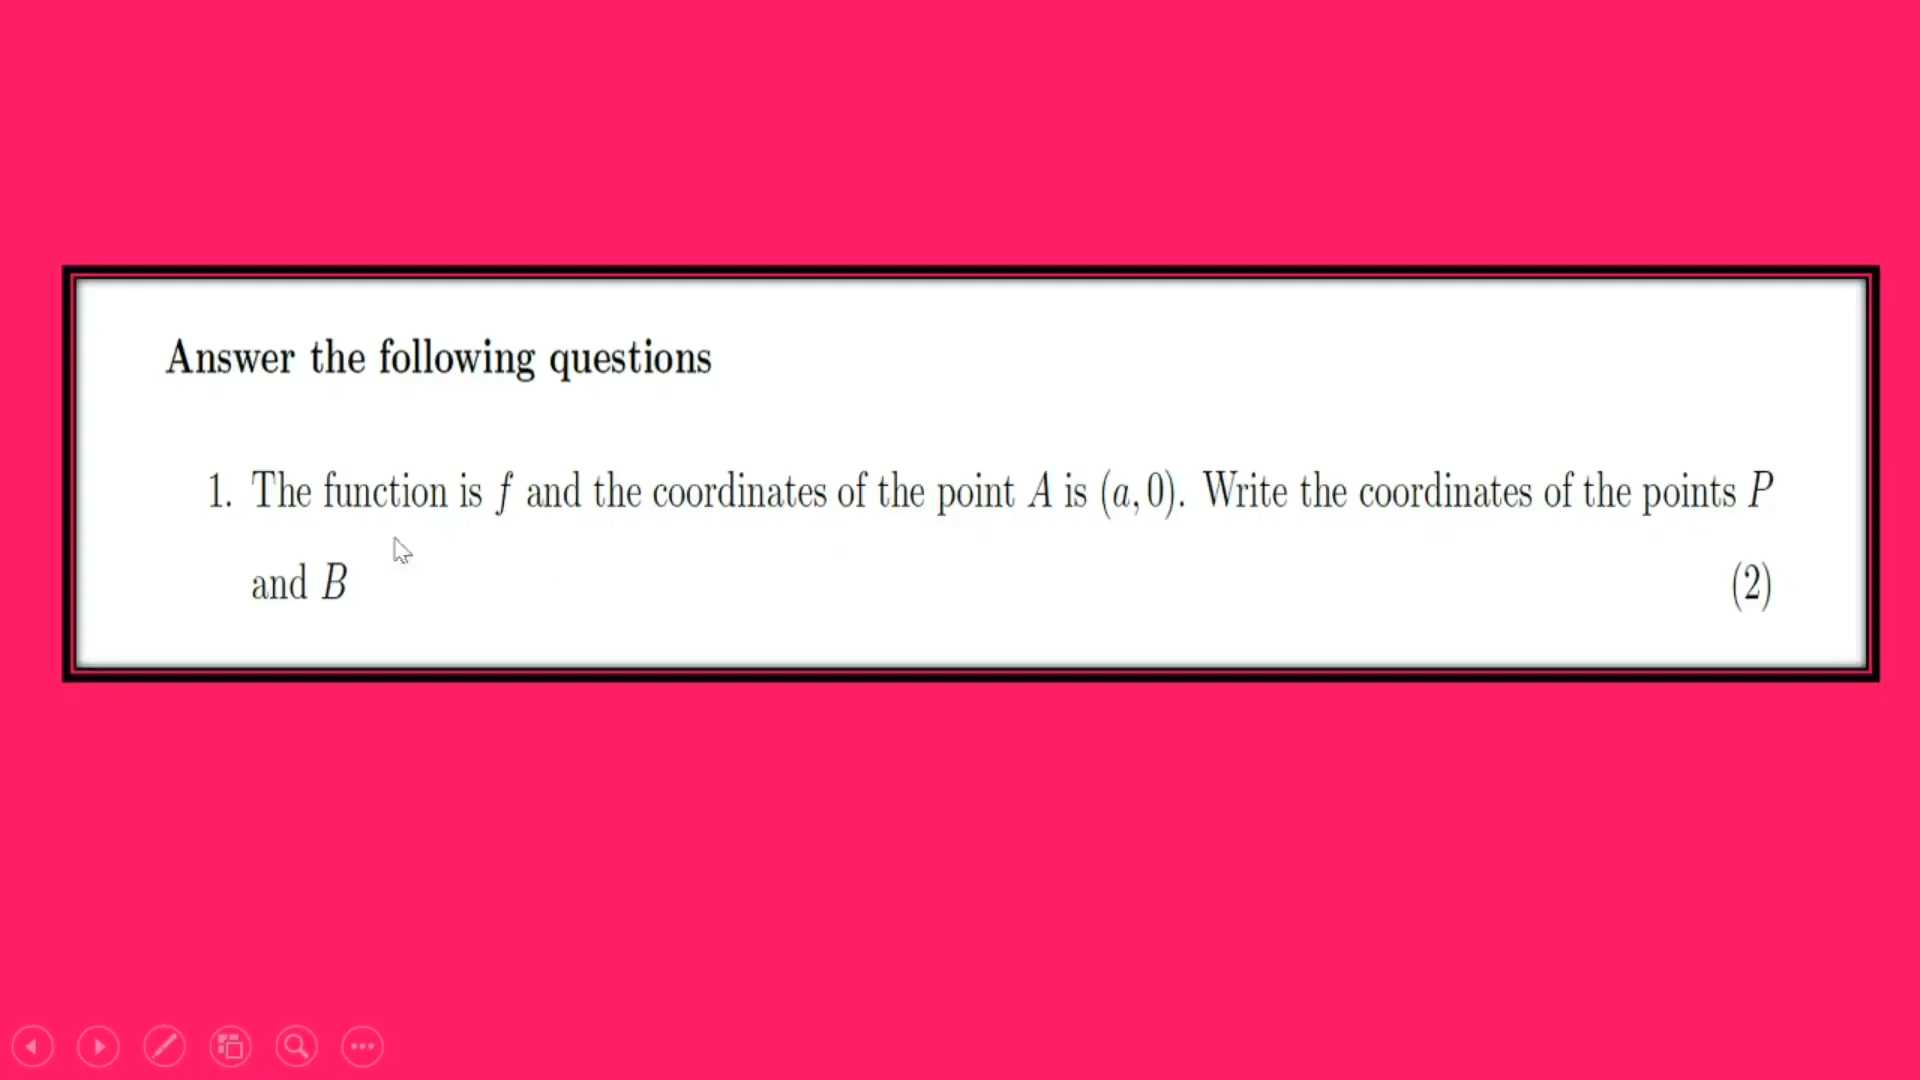 Answer the following questions
1. The function is f and the coordinates of the point A is (a, 0). Write the coordinates of the points P
and B (2)